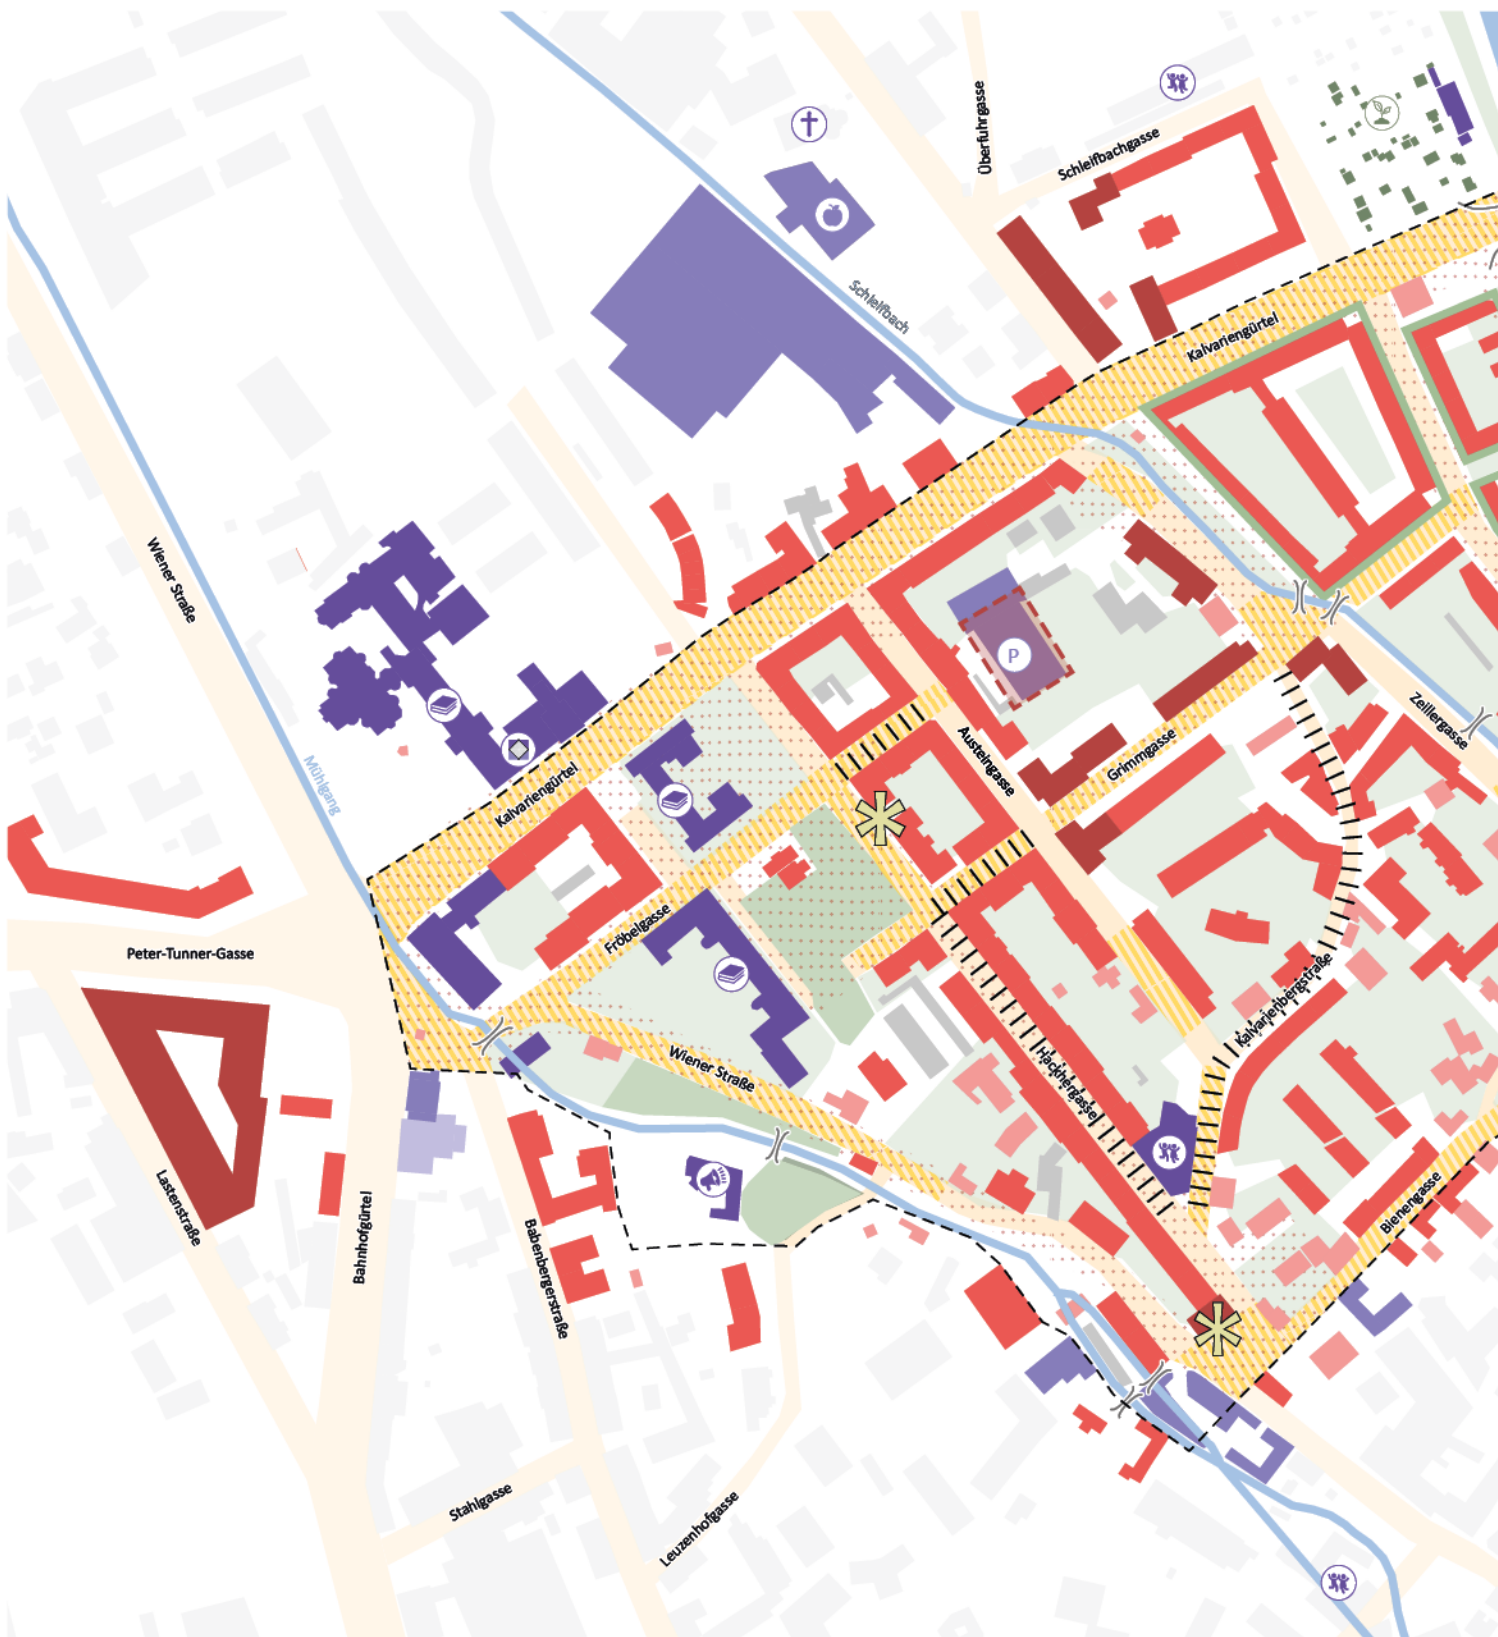 Überfuhrgasse
Schleifbachgasse
Schleifbach
Kalvariengürtel
Wiener Straße
P
Zeillergasse
Austeingasse
Grimmgasse
Mühlgang
Kalvariengürtel
Fröbelgasse
Peter-Tunner-Gasse
Kalvarienbergstraße
Wiener Straße
Hackhergasse
Lastenstraße
Bahnhofgürtel
Babenbergerstraße
Bienengasse
Stahlgasse
Leuzenhofgasse